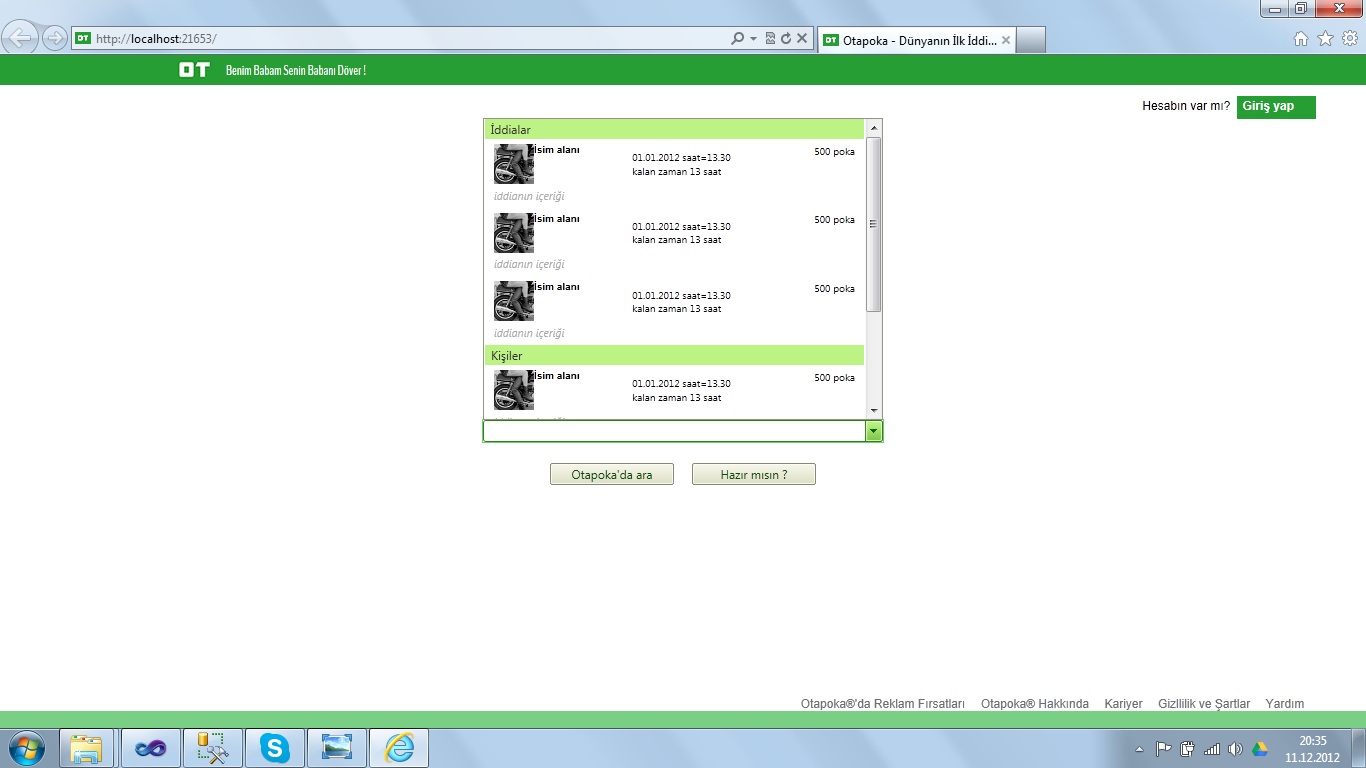 http://localhost:21653/
Otapoka - Dünyanın İlk İddi...
OT Benim Babam Senin Babanı Döver !
Hesabın var mı? Giriş yap
İddialar
isim alanı
01.01.2012 saat=13.30
kalan zaman 13 saat
500 poka
iddianın içeriği
isim alanı
01.01.2012 saat=13.30
kalan zaman 13 saat
500 poka
iddianın içeriği
isim alanı
01.01.2012 saat=13.30
kalan zaman 13 saat
500 poka
iddianın içeriği
Kişiler
isim alanı
01.01.2012 saat=13.30
kalan zaman 13 saat
500 poka
Otapoka'da ara
Hazır mısın ?
Otapoka®'da Reklam Fırsatları Otapoka® Hakkında Kariyer Gizllilik ve Şartlar Yardım
20:35
11.12.2012